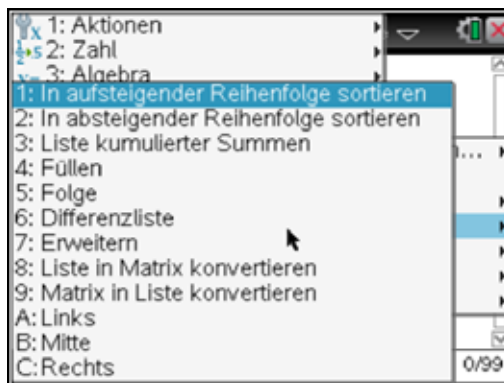 1: Aktionen
2: Zahl
3: Algebra
1: In aufsteigender Reihenfolge sortieren
2: In absteigender Reihenfolge sortieren
3: Liste kumulierter Summen
4: Füllen
5: Folge
6: Differenzliste
7: Erweitern
8: Liste in Matrix konvertieren
9: Matrix in Liste konvertieren
A: Links
B: Mitte
C: Rechts
0/99